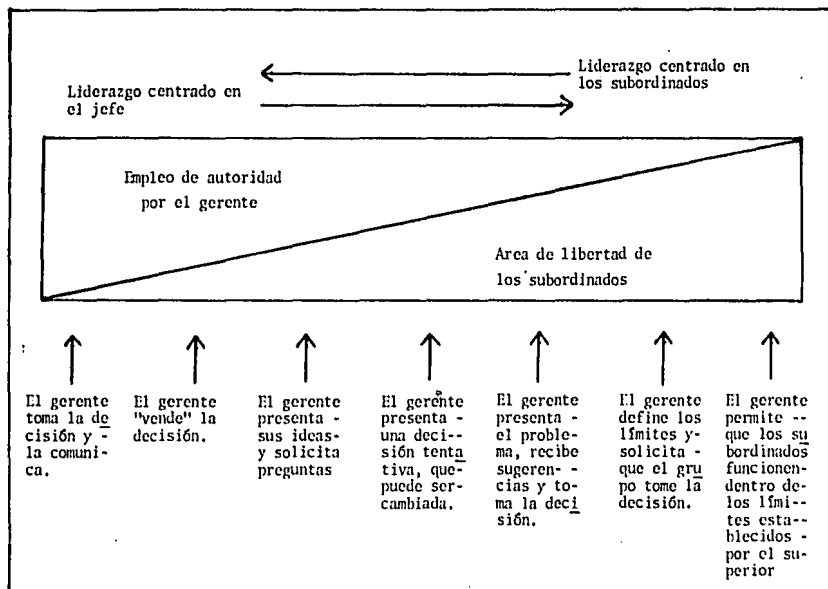 Liderazgo centrado en
el jefe
Liderazgo centrado en
los subordinados
Empleo de autoridad
por el gerente
Area de libertad de
los subordinados
El gerente
toma la de
cisión y -
la comuni-
ca.
El gerente
"vende" la
decisión.
El gerente
presenta -
sus ideas-
y solicita
preguntas
El gerente
presenta -
una deci--
sión tenta
tiva, que-
puede ser-
cambiada.
El gerente
presenta -
el proble-
ma, recibe
sugeren- -
cias y to-
ma la deci
sión.
El gerente
define los
límites y-
solicita -
que el gru
po tome la
decisión.
El gerente
permite --
que los su
bordinados
funcionen-
dentro de-
los lími--
tes esta--
blecidos -
por el su-
perior